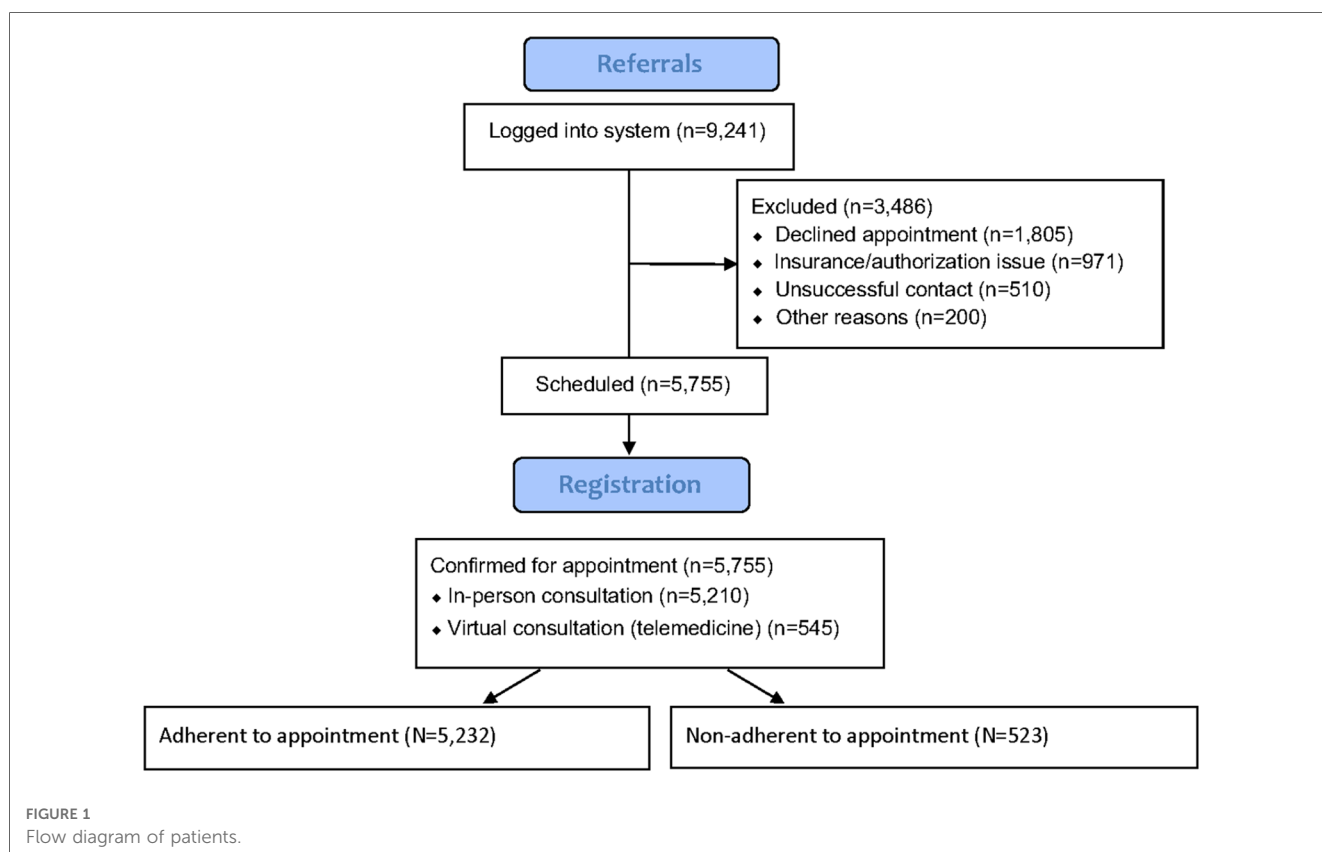 Referrals
Logged into system (n=9,241)
Excluded (n=3,486)
⬥ Declined appointment (n=1,805)
⬥ Insurance/authorization issue (n=971)
⬥ Unsuccessful contact (n=510)
⬥ Other reasons (n=200)
Scheduled (n=5,755)
Registration
Confirmed for appointment (n=5,755)
⬥ In-person consultation (n=5,210)
⬥ Virtual consultation (telemedicine) (n=545)
Adherent to appointment (N=5,232)
Non-adherent to appointment (N=523)
FIGURE 1
Flow diagram of patients.